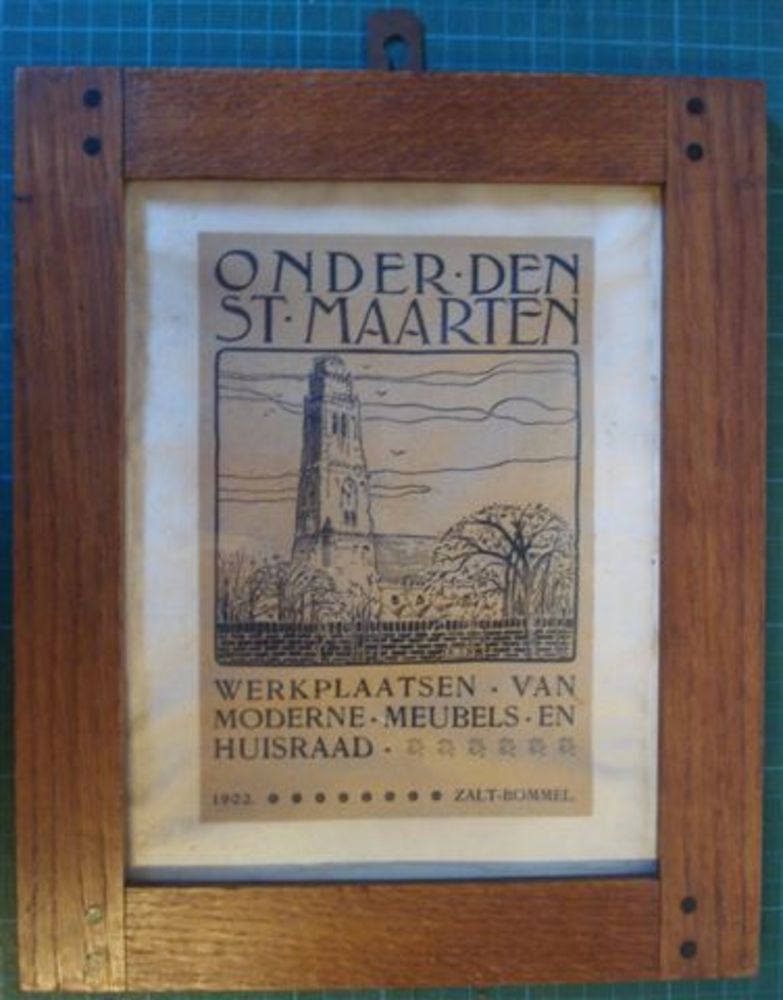 ONDER·DEN
ST·MAARTEN
WERKPLAATSEN · VAN
MODERNE · MEUBELS · EN
HUISRAAD ·
1902. ZALT-BOMMEL.